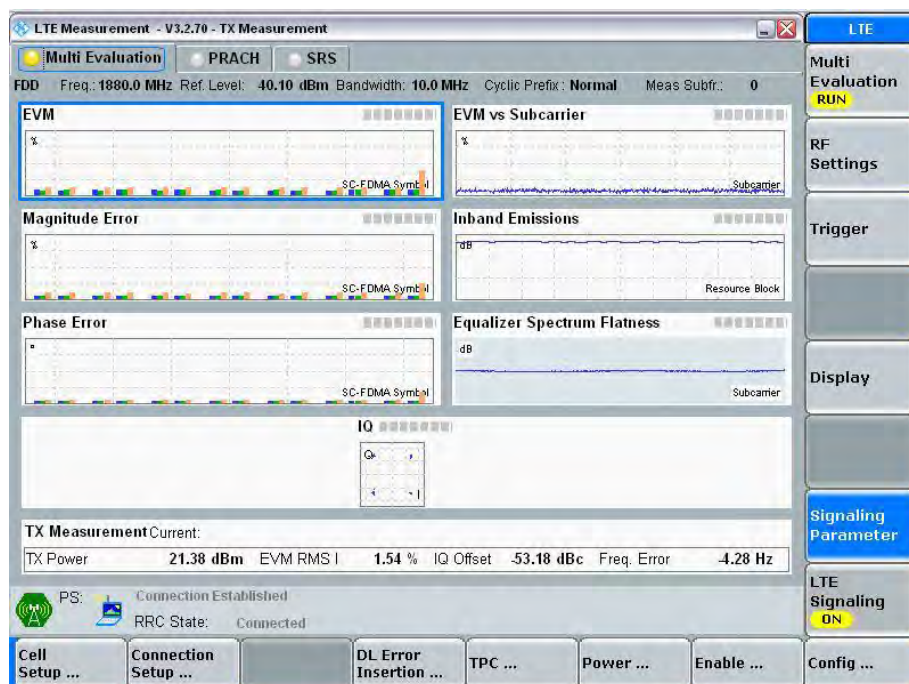 LTE Measurement - V3.2.70 - TX Measurement
LTE
Multi Evaluation PRACH SRS
Multi
Evaluation
RUN
FDD Freq.: 1880.0 MHz Ref. Level: 40.10 dBm Bandwidth: 10.0 MHz Cyclic Prefix: Normal Meas Subfr.: 0
EVM
%
SC-FDMA Symbol
EVM vs Subcarrier
%
Subcarrier
RF
Settings
Magnitude Error
%
SC-FDMA Symbol
Inband Emissions
dB
Resource Block
Trigger
Phase Error
°
SC-FDMA Symbol
Equalizer Spectrum Flatness
dB
Subcarrier
Display
IQ
Q
I
Signaling
Parameter
TX Measurement Current:
TX Power 21.38 dBm EVM RMS l 1.54 % IQ Offset -53.18 dBc Freq. Error -4.28 Hz
PS: Connection Established
RRC State: Connected
LTE
Signaling
ON
Cell
Setup ...
Connection
Setup ...
DL Error
Insertion ...
TPC ...
Power ...
Enable ...
Config ...